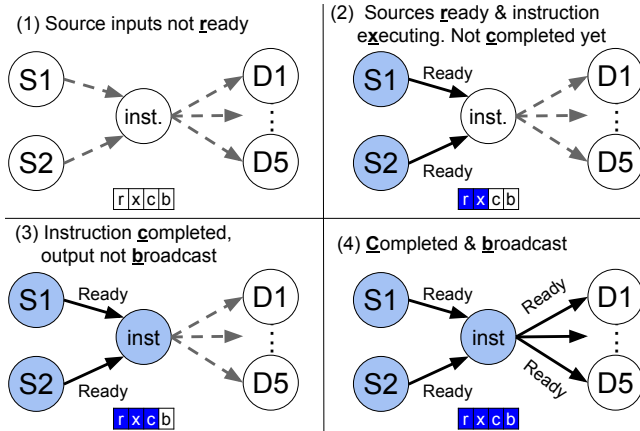 (1) Source inputs not ready
S1
D1
inst.
S2
D5
r x c b
(2) Sources ready & instruction
executing. Not completed yet
S1
Ready
D1
inst.
S2
Ready
D5
r x c b
(3) Instruction completed,
output not broadcast
S1
Ready
D1
inst
S2
Ready
D5
r x c b
(4) Completed & broadcast
S1
Ready
Ready
D1
inst
S2
Ready
Ready
D5
r x c b